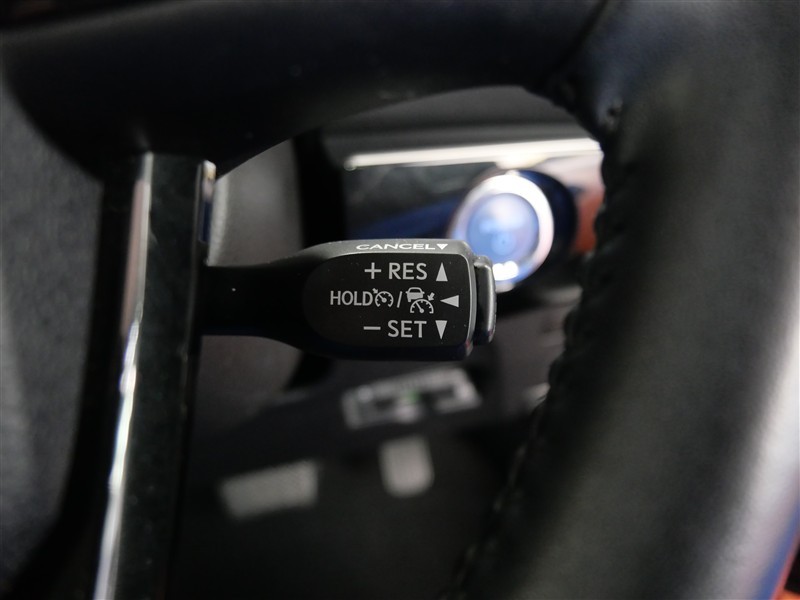 CANCEL▼
+ RES ▲
HOLD / ◄
− SET ▼